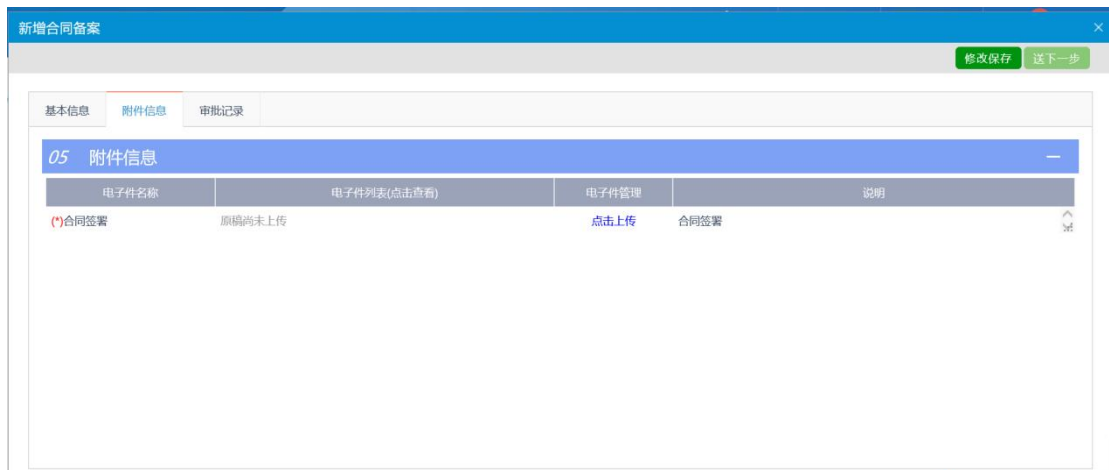 新增合同备案
修改保存 送下一步
基本信息 附件信息 审批记录
05 附件信息
电子件名称 电子件列表(点击查看) 电子件管理 说明
(*)合同签署 原稿尚未上传 点击上传 合同签署